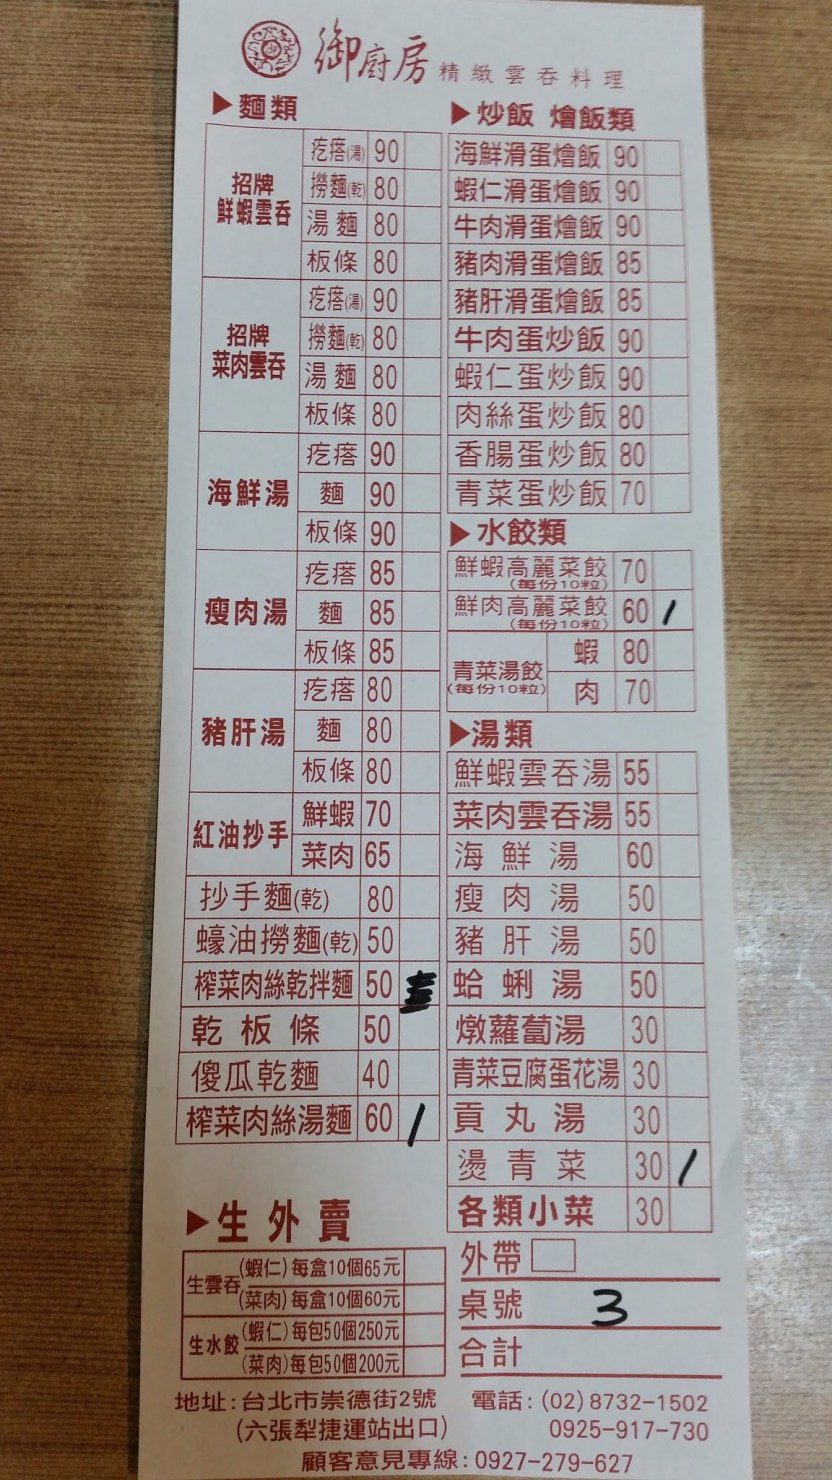 御廚房 精緻雲吞料理
▶麵類
招牌鮮蝦雲吞 疙瘩(湯) 90
撈麵(乾) 80
湯麵 80
板條 80
招牌菜肉雲吞 疙瘩(湯) 90
撈麵(乾) 80
湯麵 80
板條 80
海鮮湯 疙瘩 90
麵 90
板條 90
瘦肉湯 疙瘩 85
麵 85
板條 85
豬肝湯 疙瘩 80
麵 80
板條 80
紅油抄手 鮮蝦 70
菜肉 65
抄手麵(乾) 80
蠔油撈麵(乾) 50
榨菜肉絲乾拌麵 50
乾板條 50
傻瓜乾麵 40
榨菜肉絲湯麵 60 /
▶生外賣
生雲吞 (蝦仁)每盒10個65元
(菜肉)每盒10個60元
生水餃 (蝦仁)每包50個250元
(菜肉)每包50個200元
▶炒飯 燴飯類
海鮮滑蛋燴飯 90
蝦仁滑蛋燴飯 90
牛肉滑蛋燴飯 90
豬肉滑蛋燴飯 85
豬肝滑蛋燴飯 85
牛肉蛋炒飯 90
蝦仁蛋炒飯 90
肉絲蛋炒飯 80
香腸蛋炒飯 80
青菜蛋炒飯 70
▶水餃類
鮮蝦高麗菜餃 70
(每份10粒)
鮮肉高麗菜餃 60 /
(每份10粒)
青菜湯餃 蝦 80
(每份10粒) 肉 70
▶湯類
鮮蝦雲吞湯 55
菜肉雲吞湯 55
海鮮湯 60
瘦肉湯 50
豬肝湯 50
蛤蜊湯 50
燉蘿蔔湯 30
青菜豆腐蛋花湯 30
貢丸湯 30
燙青菜 30 /
各類小菜 30
外帶
桌號 3
合計
地址:台北市崇德街2號 電話:(02)8732-1502
(六張犁捷運站出口) 0925-917-730
顧客意見專線:0927-279-627